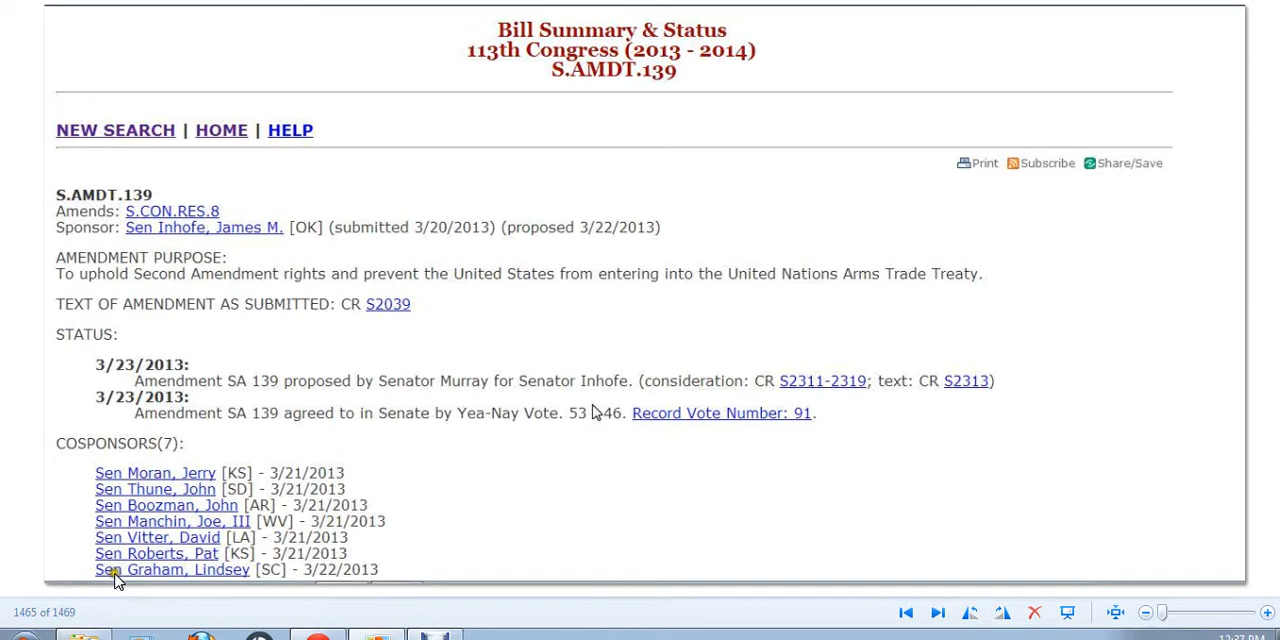 Bill Summary & Status
113th Congress (2013 - 2014)
S.AMDT.139
NEW SEARCH | HOME | HELP
Print Subscribe Share/Save
S.AMDT.139
Amends: S.CON.RES.8
Sponsor: Sen Inhofe, James M. [OK] (submitted 3/20/2013) (proposed 3/22/2013)
AMENDMENT PURPOSE:
To uphold Second Amendment rights and prevent the United States from entering into the United Nations Arms Trade Treaty.
TEXT OF AMENDMENT AS SUBMITTED: CR S2039
STATUS:
3/23/2013:
Amendment SA 139 proposed by Senator Murray for Senator Inhofe. (consideration: CR S2311-2319; text: CR S2313)
3/23/2013:
Amendment SA 139 agreed to in Senate by Yea-Nay Vote. 53 - 46. Record Vote Number: 91.
COSPONSORS(7):
Sen Moran, Jerry [KS] - 3/21/2013
Sen Thune, John [SD] - 3/21/2013
Sen Boozman, John [AR] - 3/21/2013
Sen Manchin, Joe, III [WV] - 3/21/2013
Sen Vitter, David [LA] - 3/21/2013
Sen Roberts, Pat [KS] - 3/21/2013
Sen Graham, Lindsey [SC] - 3/22/2013
1465 of 1469
12:37 PM